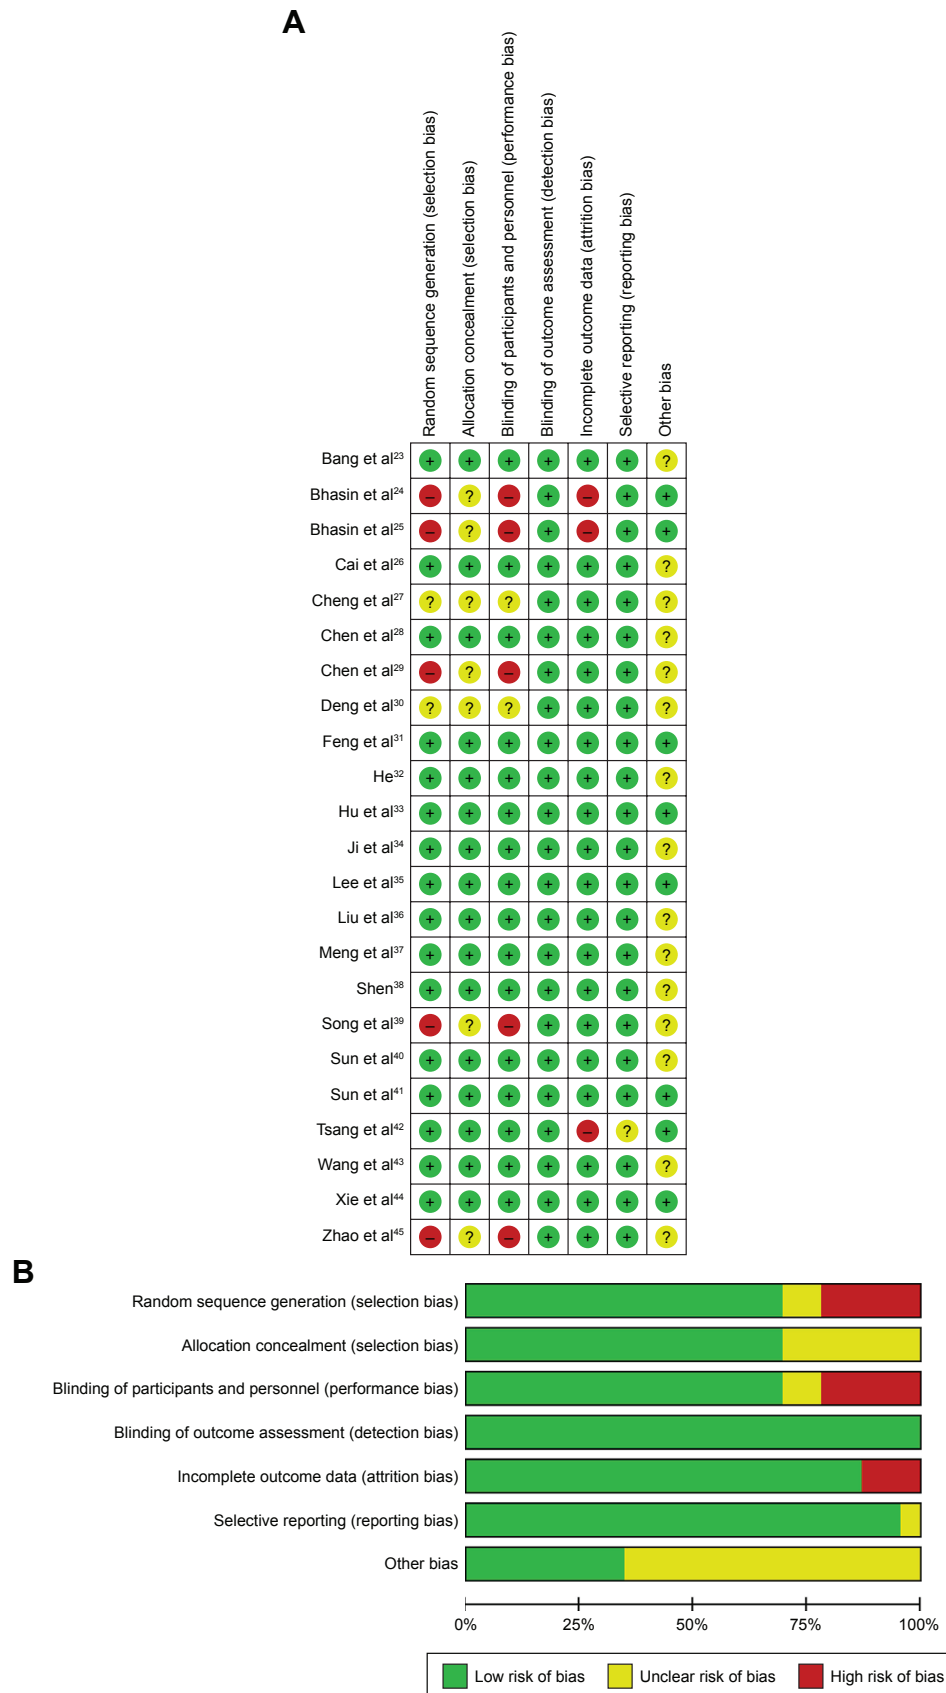 A
Random sequence generation (selection bias)
Allocation concealment (selection bias)
Blinding of participants and personnel (performance bias)
Blinding of outcome assessment (detection bias)
Incomplete outcome data (attrition bias)
Selective reporting (reporting bias)
Other bias
Bang et al23 + + + + + + ?
Bhasin et al24 – ? – + – + +
Bhasin et al25 – ? – + – + +
Cai et al26 + + + + + + ?
Cheng et al27 ? ? ? + + + ?
Chen et al28 + + + + + + ?
Chen et al29 – ? – + + + ?
Deng et al30 ? ? ? + + + ?
Feng et al31 + + + + + + +
He32 + + + + + + ?
Hu et al33 + + + + + + +
Ji et al34 + + + + + + ?
Lee et al35 + + + + + + +
Liu et al36 + + + + + + ?
Meng et al37 + + + + + + ?
Shen38 + + + + + + ?
Song et al39 – ? – + + + ?
Sun et al40 + + + + + + ?
Sun et al41 + + + + + + +
Tsang et al42 + + + + – ? +
Wang et al43 + + + + + + ?
Xie et al44 + + + + + + +
Zhao et al45 – ? – + + + ?
B
Random sequence generation (selection bias)
Allocation concealment (selection bias)
Blinding of participants and personnel (performance bias)
Blinding of outcome assessment (detection bias)
Incomplete outcome data (attrition bias)
Selective reporting (reporting bias)
Other bias
0% 25% 50% 75% 100%
Low risk of bias Unclear risk of bias High risk of bias